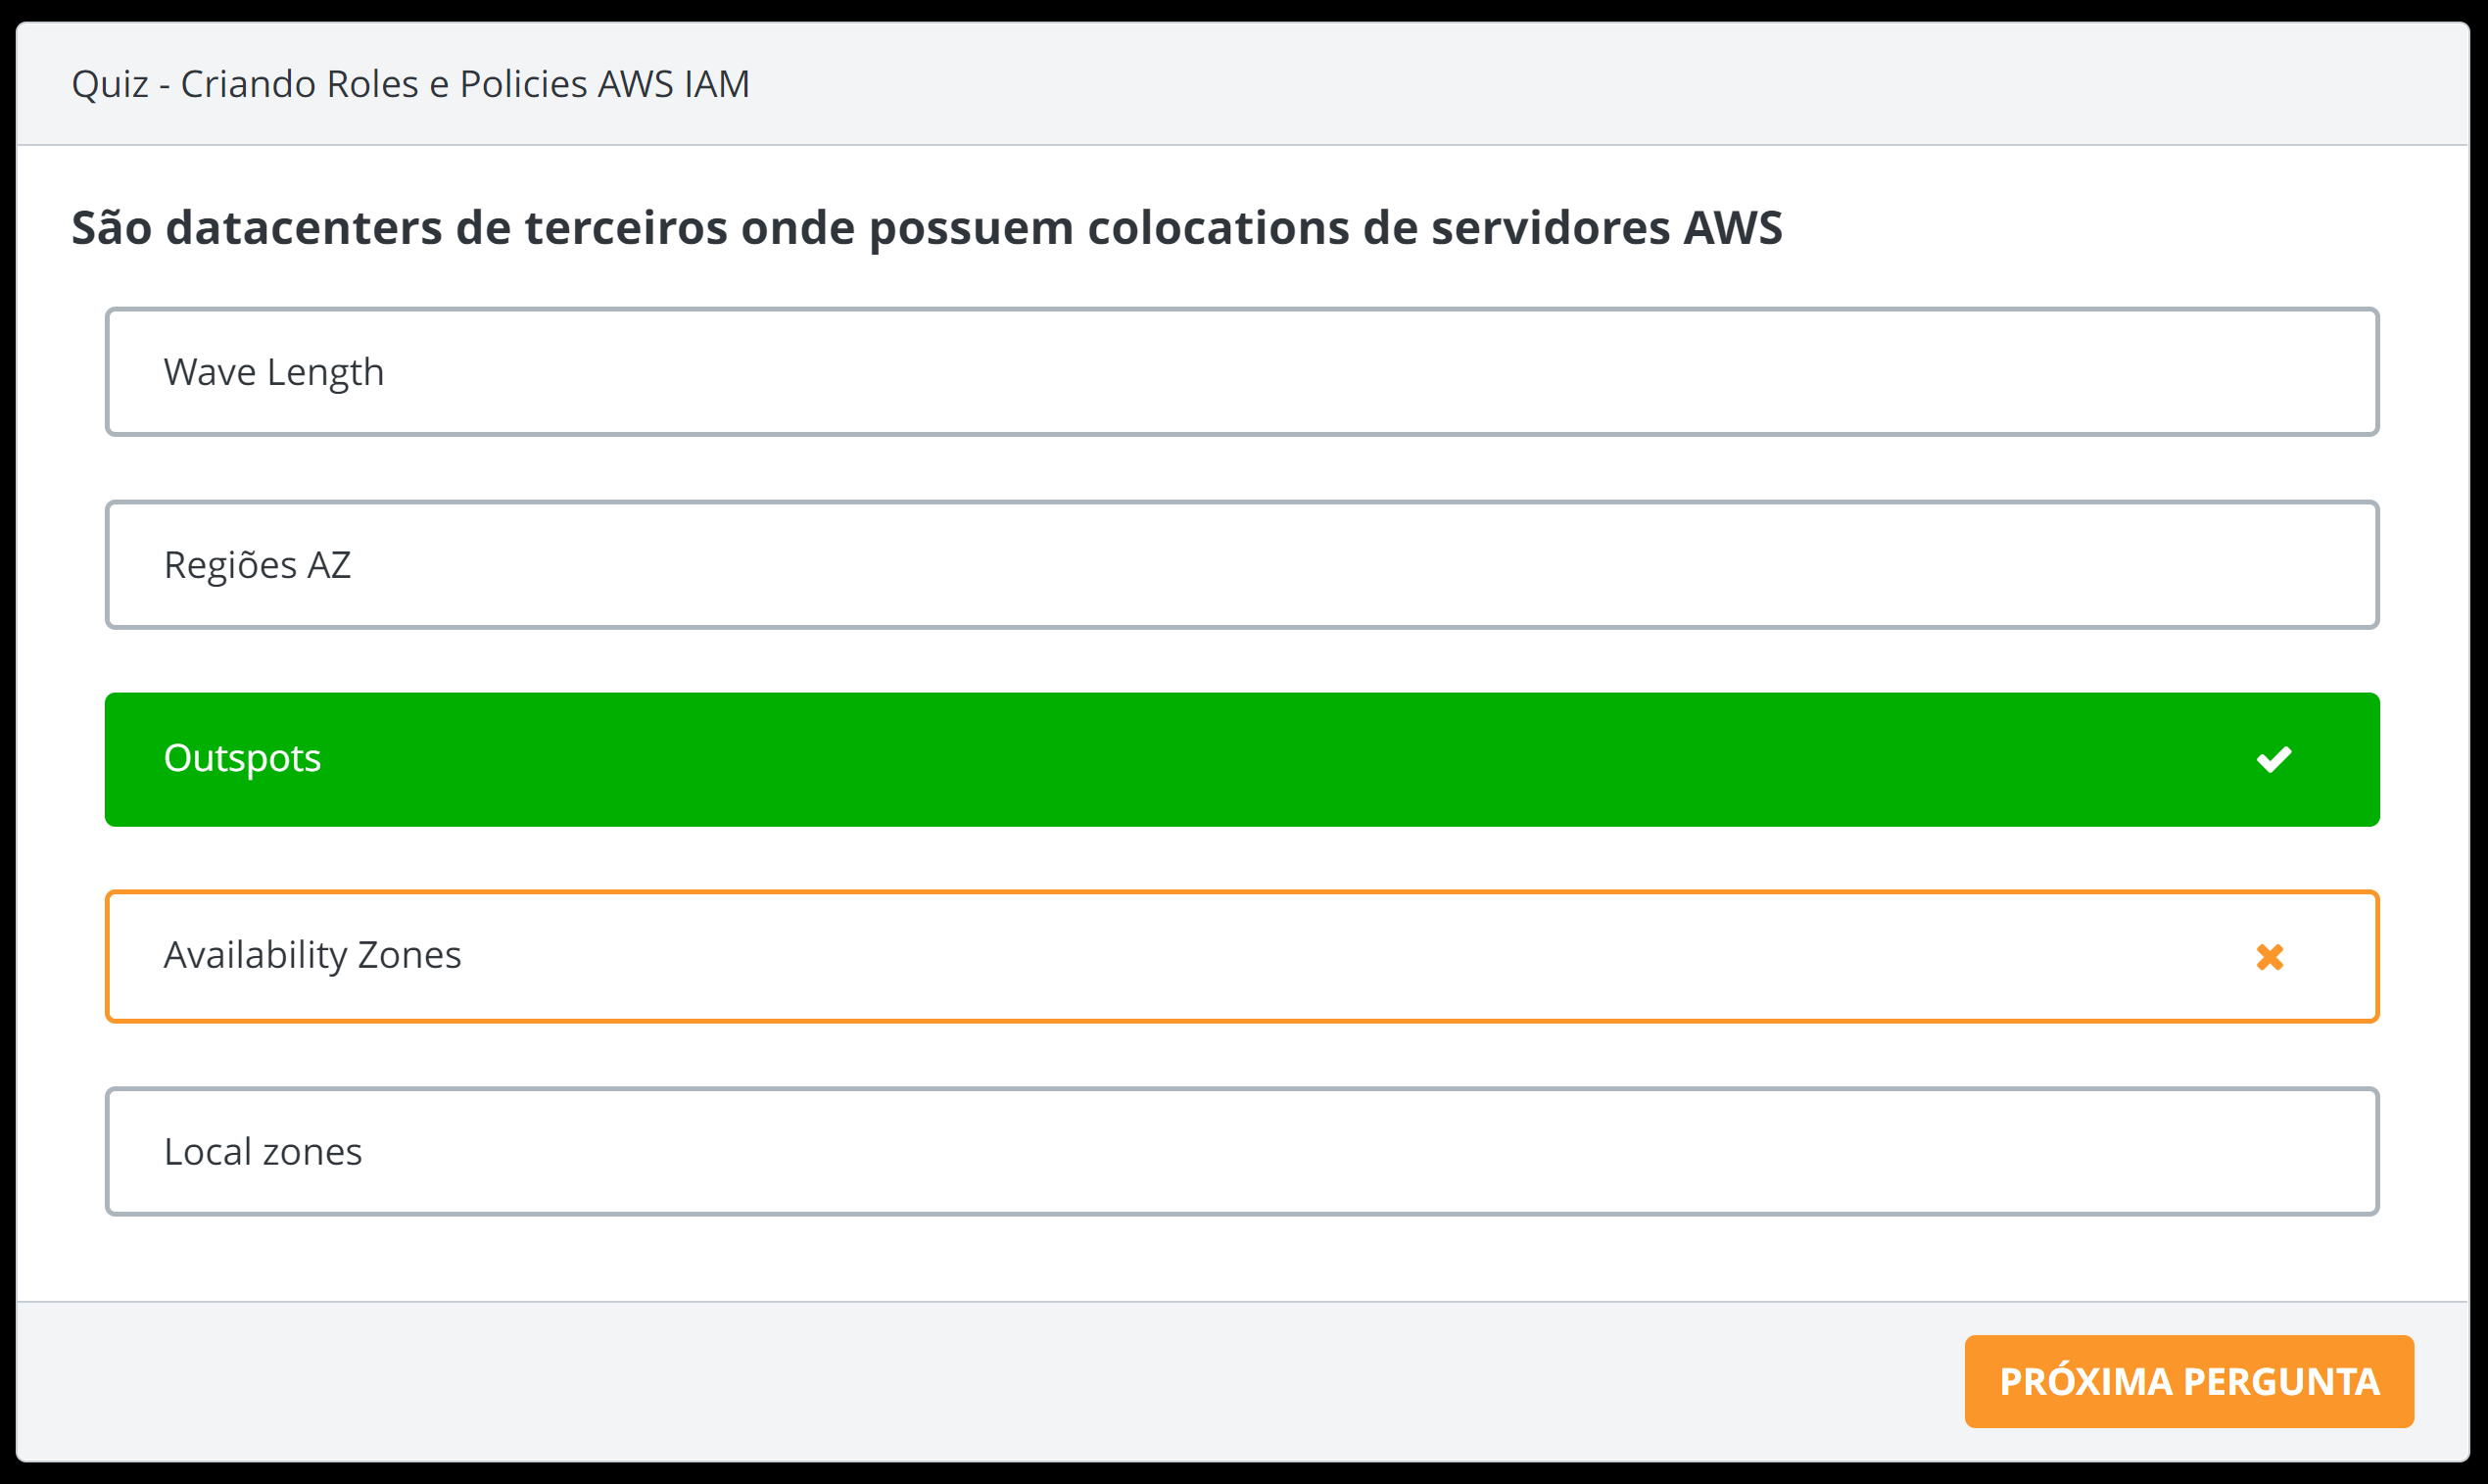 Quiz - Criando Roles e Policies AWS IAM
São datacenters de terceiros onde possuem colocations de servidores AWS
Wave Length
Regiões AZ
Outspots
Availability Zones
Local zones
PRÓXIMA PERGUNTA